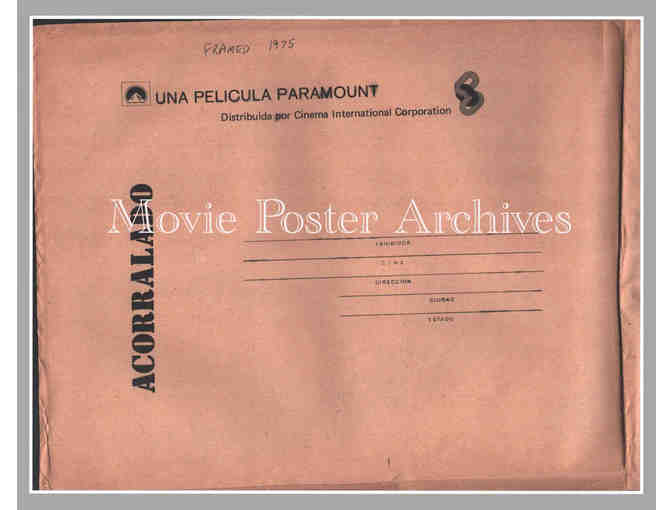 FRAMED 1975
UNA PELICULA PARAMOUNT
Distribuida por Cinema International Corporation
ACORRALADO
Movie Poster Archives
EXHIBIDOR
CINE
DIRECCION
CIUDAD
ESTADO